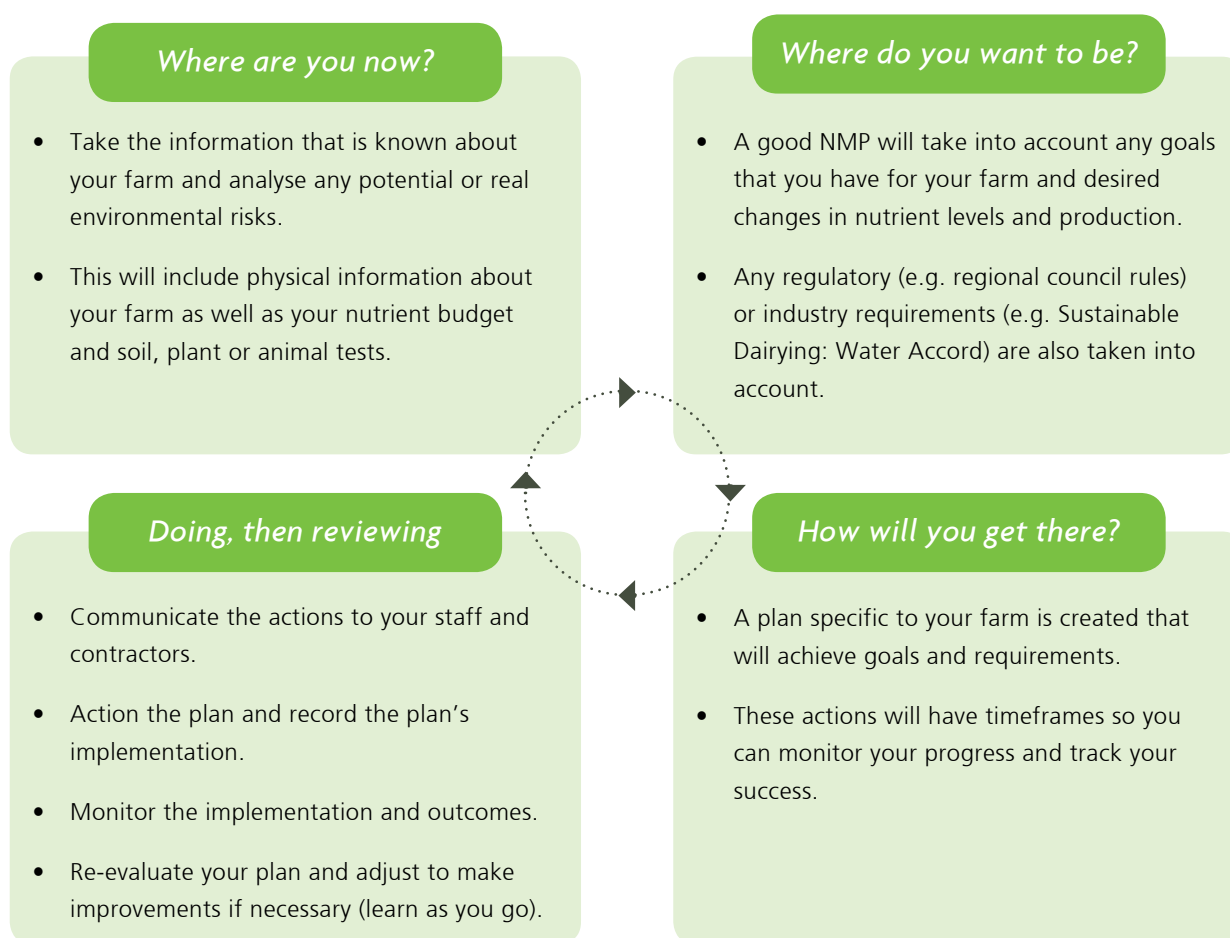 Where are you now?
• Take the information that is known about
your farm and analyse any potential or real
environmental risks.
• This will include physical information about
your farm as well as your nutrient budget
and soil, plant or animal tests.
Where do you want to be?
• A good NMP will take into account any goals
that you have for your farm and desired
changes in nutrient levels and production.
• Any regulatory (e.g. regional council rules)
or industry requirements (e.g. Sustainable
Dairying: Water Accord) are also taken into
account.
How will you get there?
• A plan specific to your farm is created that
will achieve goals and requirements.
• These actions will have timeframes so you
can monitor your progress and track your
success.
Doing, then reviewing
• Communicate the actions to your staff and
contractors.
• Action the plan and record the plan’s
implementation.
• Monitor the implementation and outcomes.
• Re-evaluate your plan and adjust to make
improvements if necessary (learn as you go).